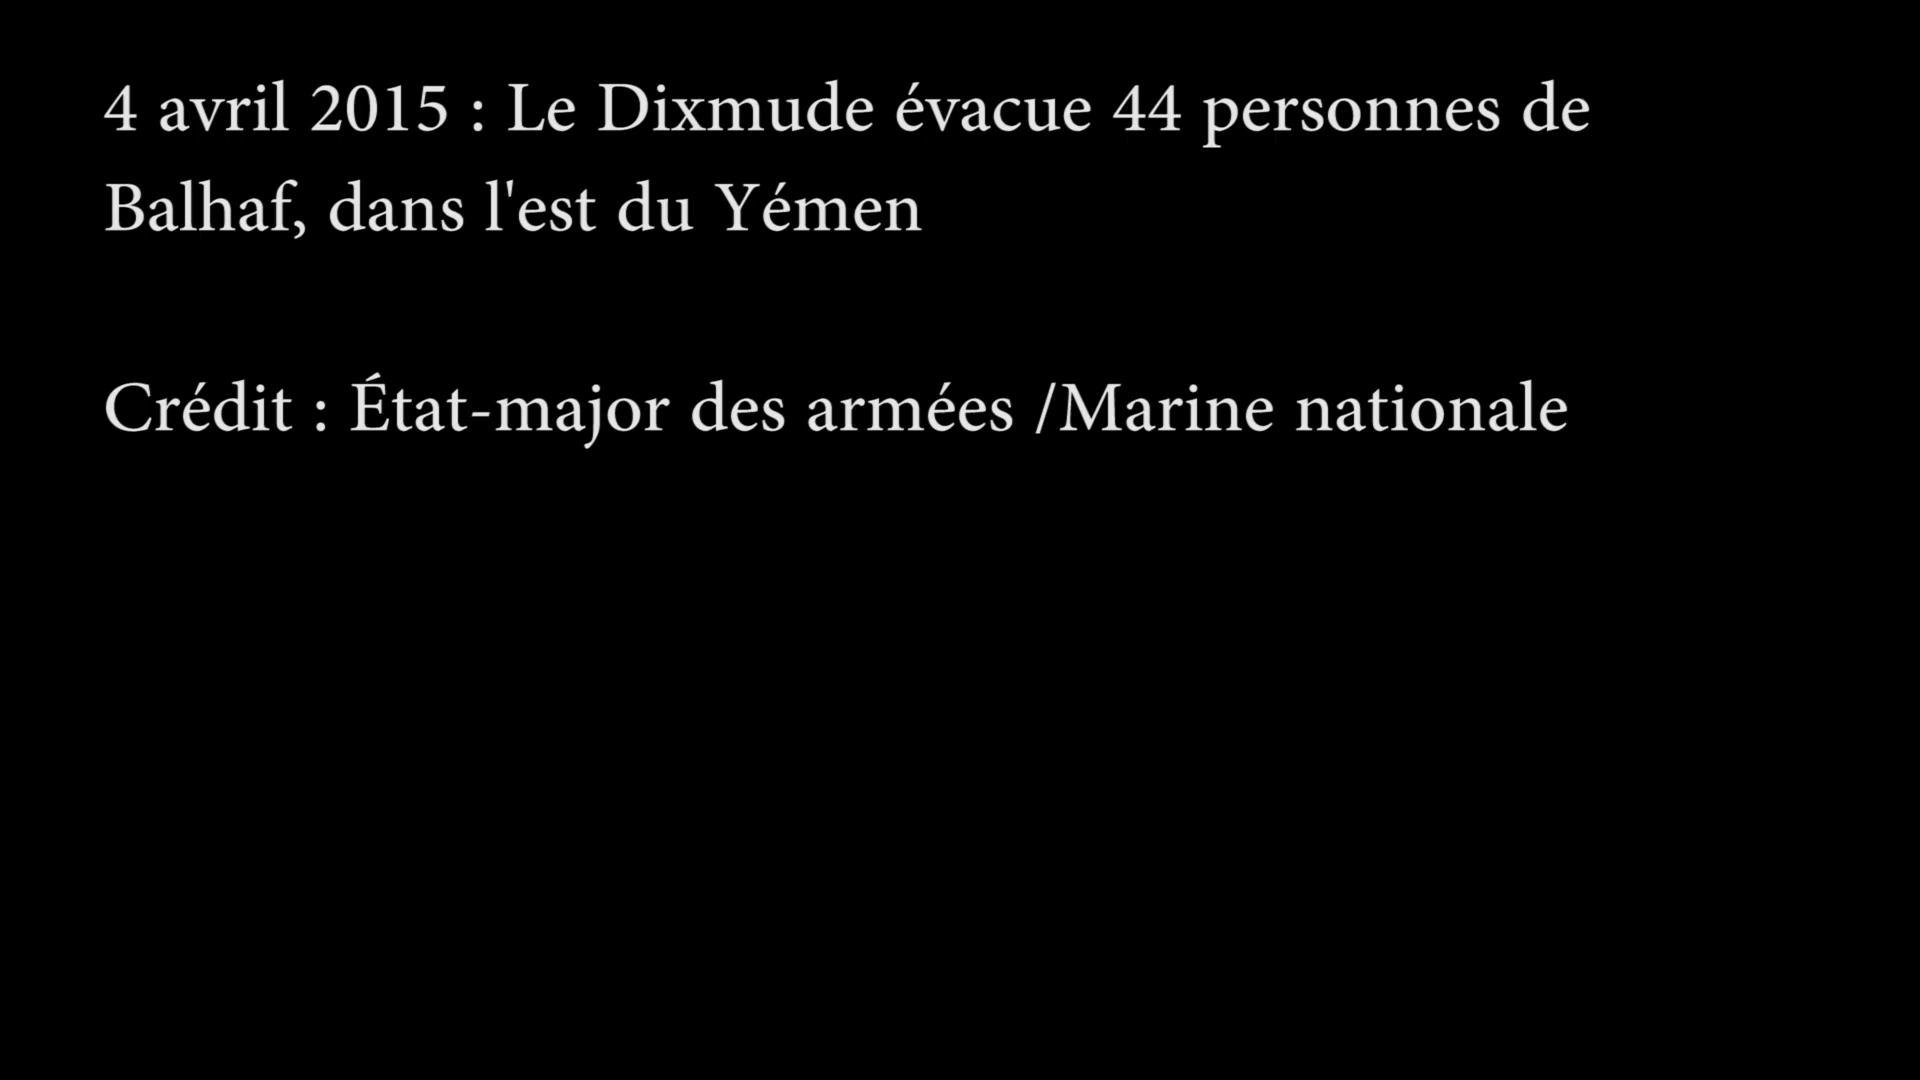 4 avril 2015 : Le Dixmude évacue 44 personnes de
Balhaf, dans l'est du Yémen
Crédit : État-major des armées /Marine nationale